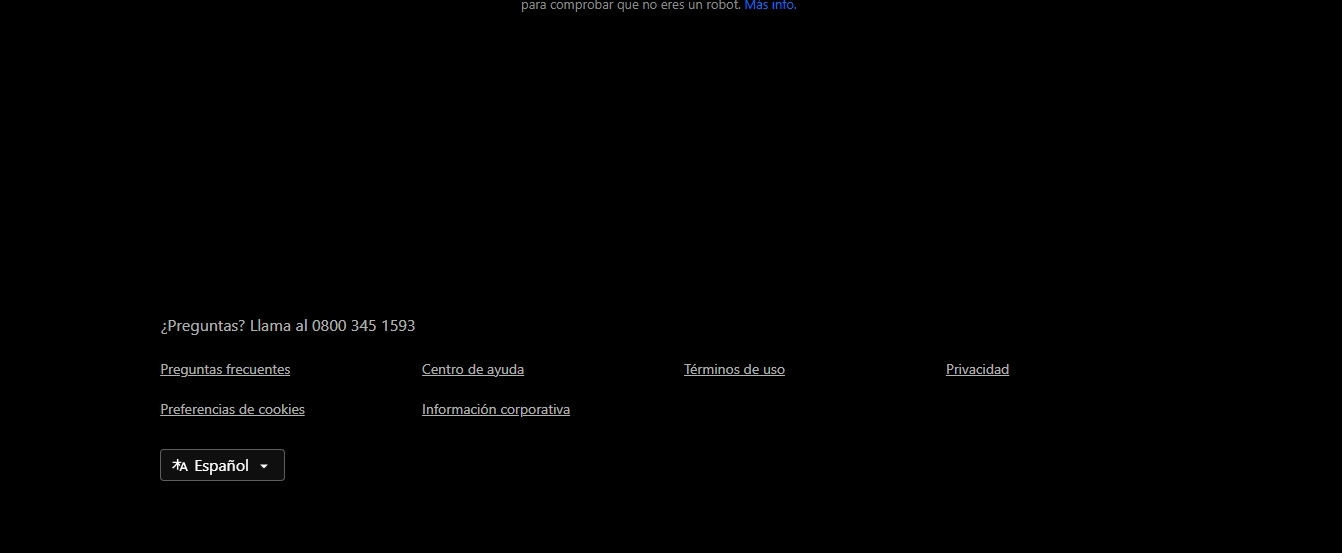 para comprobar que no eres un robot. Más info.
¿Preguntas? Llama al 0800 345 1593
Preguntas frecuentes
Centro de ayuda
Términos de uso
Privacidad
Preferencias de cookies
Información corporativa
Español